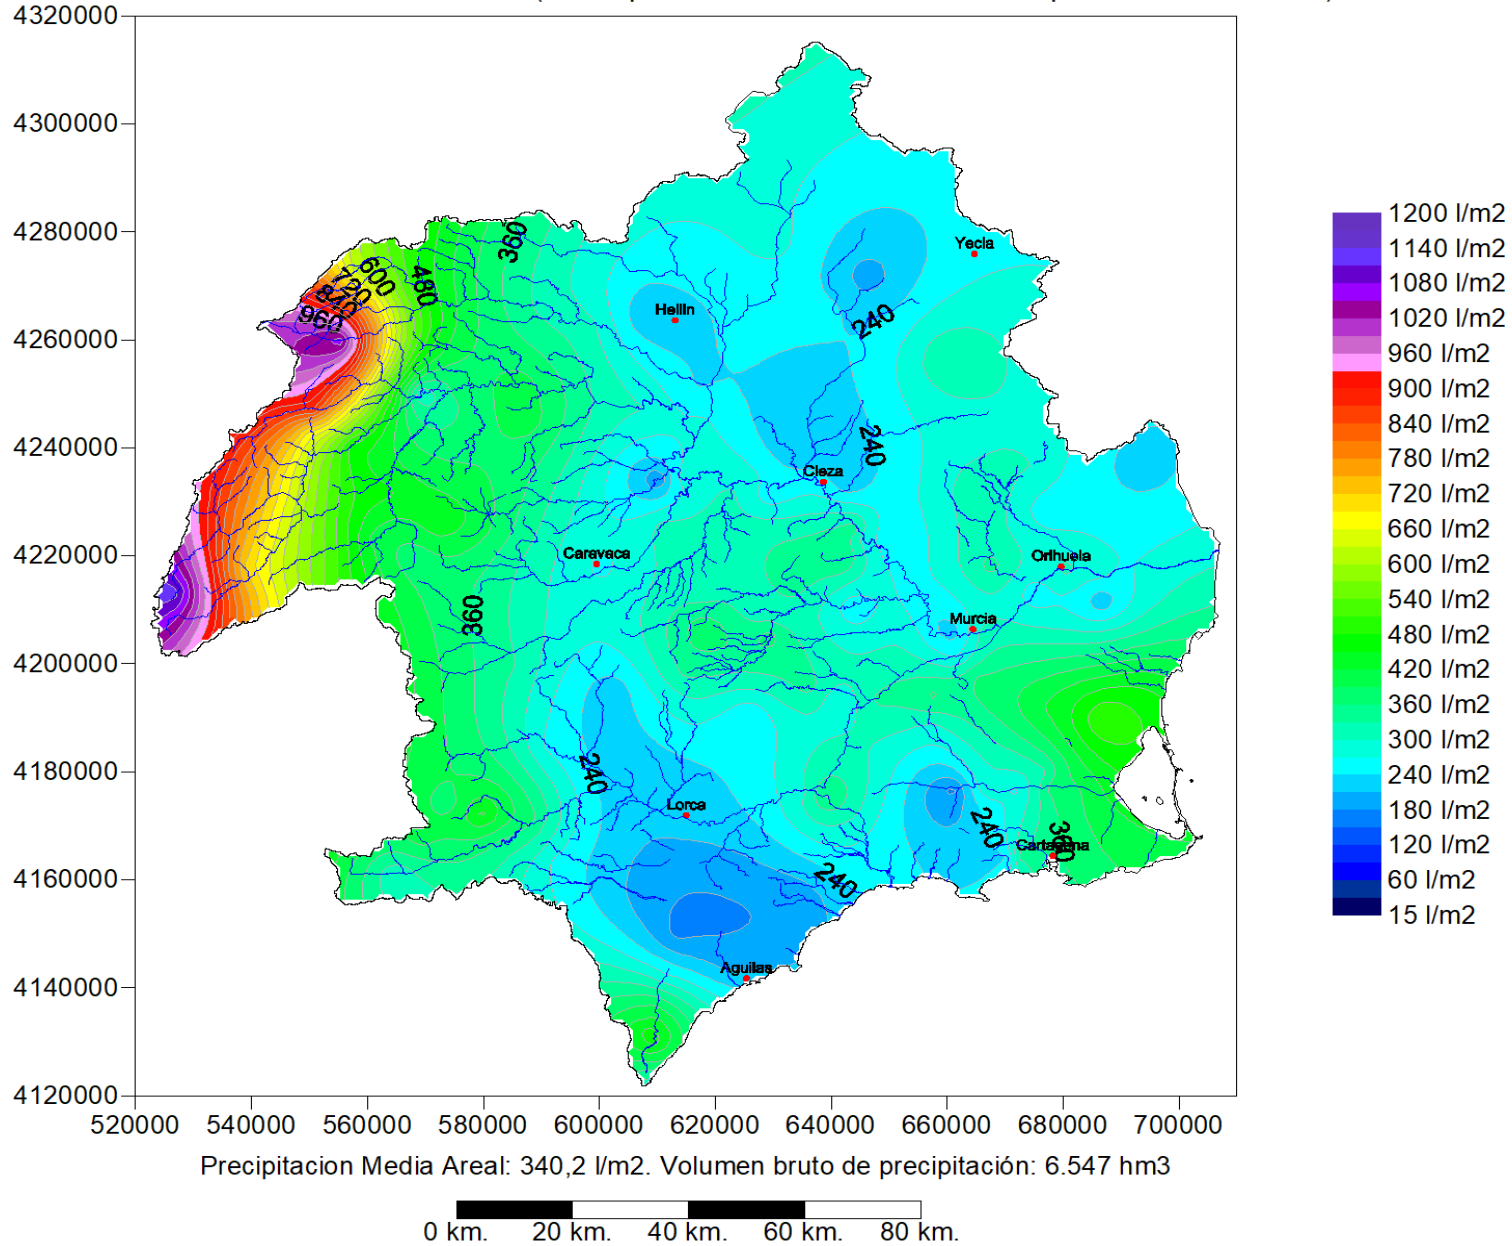 4320000
4300000
4280000
4260000
4240000
4220000
4200000
4180000
4160000
4140000
4120000
520000 540000 560000 580000 600000 620000 640000 660000 680000 700000
360
600
720
840
960
480
Yecla
Hellin
240
240
Cieza
Caravaca
Orihuela
360
Murcia
240
Lorca
240
360
Cartagena
240
Aguilas
1200 l/m2
1140 l/m2
1080 l/m2
1020 l/m2
960 l/m2
900 l/m2
840 l/m2
780 l/m2
720 l/m2
660 l/m2
600 l/m2
540 l/m2
480 l/m2
420 l/m2
360 l/m2
300 l/m2
240 l/m2
180 l/m2
120 l/m2
60 l/m2
15 l/m2
Precipitacion Media Areal: 340,2 l/m2. Volumen bruto de precipitación: 6.547 hm3
0 km. 20 km. 40 km. 60 km. 80 km.